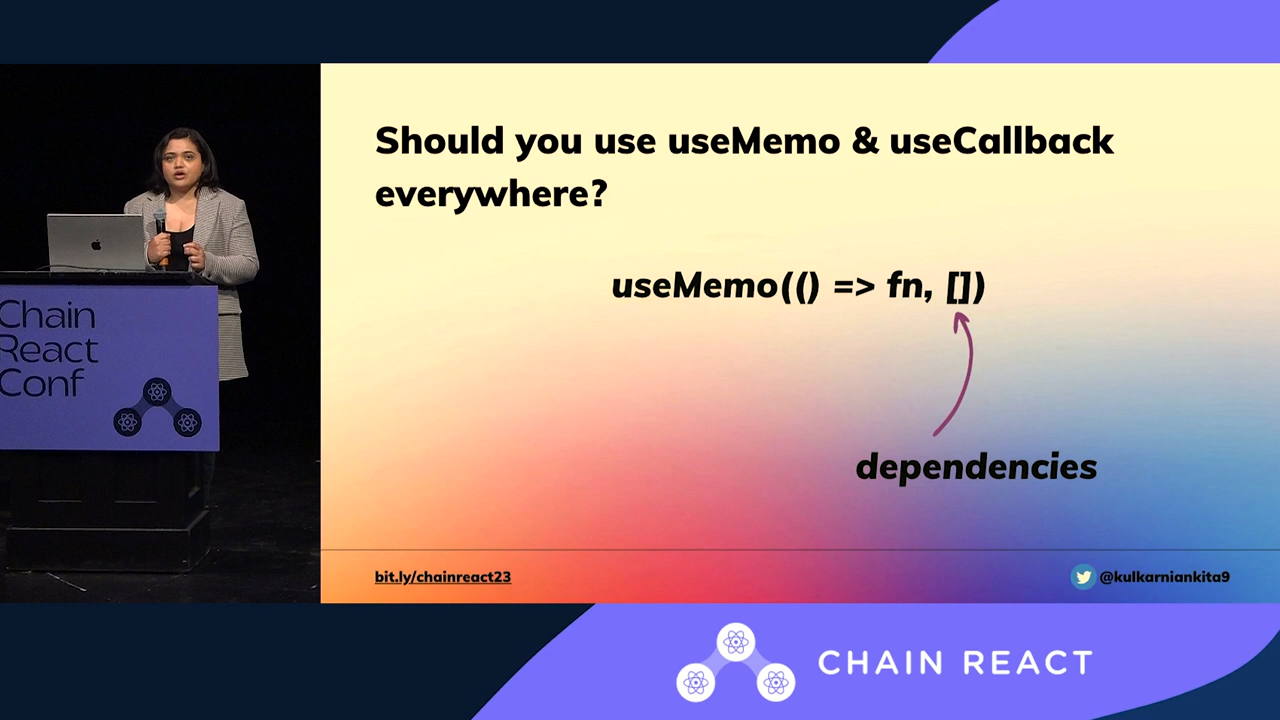 Should you use useMemo & useCallback
everywhere?
useMemo(() => fn, [])
dependencies
bit.ly/chainreact23
@kulkarniankita9
Chain
React
Conf
CHAIN REACT